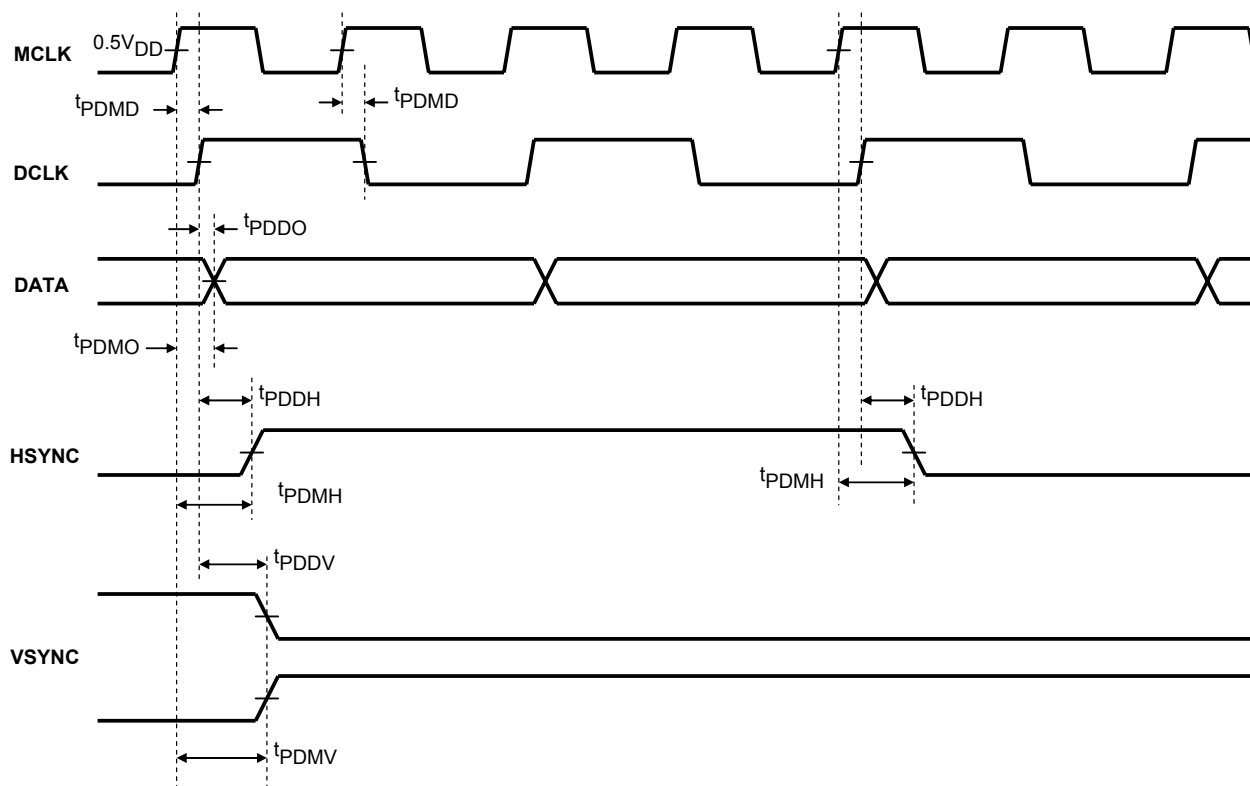 MCLK
0.5VDD
tPDMD
tPDMD
DCLK
tPDDO
DATA
tPDMO
tPDDH
tPDDH
HSYNC
tPDMH
tPDMH
tPDDV
VSYNC
tPDMV